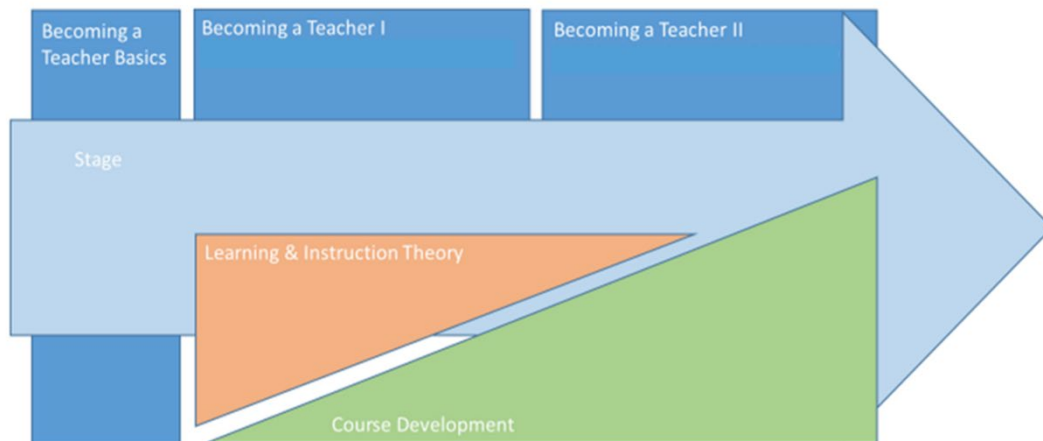 Becoming a
Teacher Basics
Becoming a Teacher I
Becoming a Teacher II
Stage
Learning & Instruction Theory
Course Development